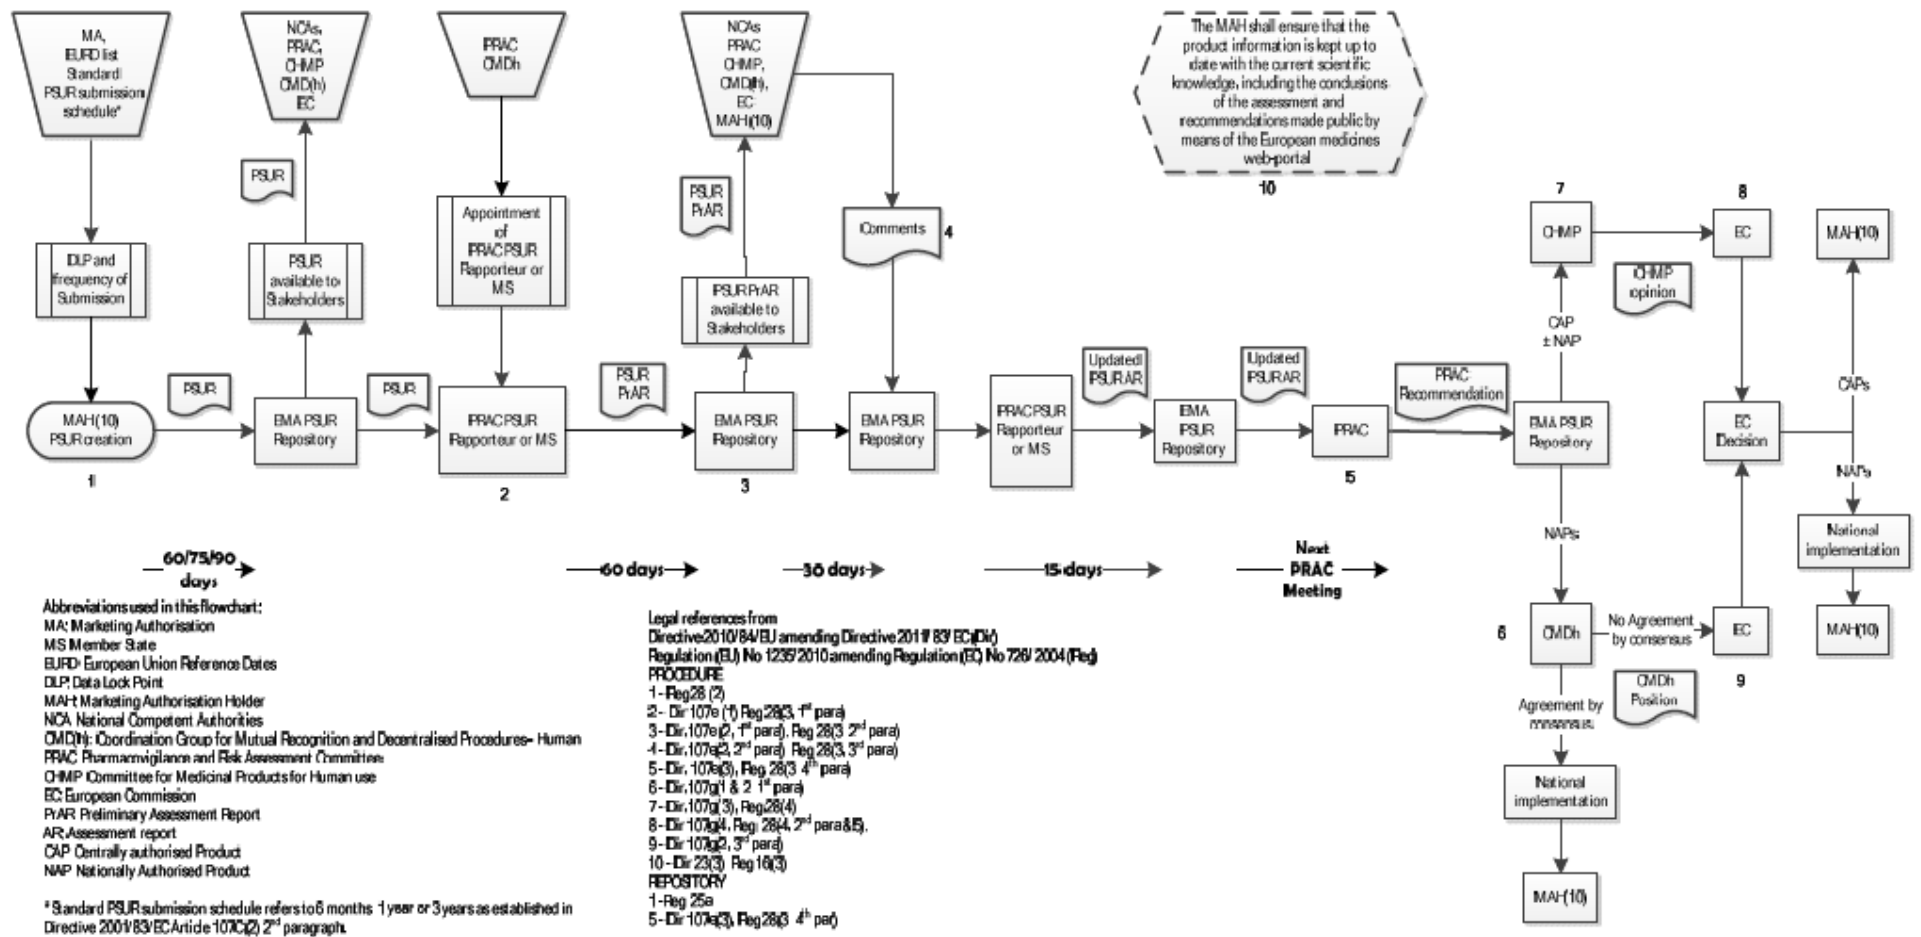 MA,
EURD list
Standard
PSUR submission
schedule*
NCAs,
PRAC,
CHMP
CMD(h)
EC
PRAC
CMDh
NCAs
PRAC
CHMP,
CMD(h),
EC
MAH(10)
The MAH shall ensure that the
product information is kept up to
date with the current scientific
knowledge, including the conclusions
of the assessment and
recommendations made public by
means of the European medicines
web-portal
10
PSUR
PSUR
PrAR
Appointment
of
PRAC PSUR
Rapporteur or
MS
Comments
4
7
CHMP
8
EC
MAH(10)
CHMP
opinion
DLP and
frequency of
Submission
PSUR
available to
Stakeholders
PSUR PrAR
available to
Stakeholders
CAP
± NAP
CAPs
MAH(10)
PSUR creation
1
PSUR
EMA PSUR
Repository
PSUR
PRAC PSUR
Rapporteur or MS
2
PSUR
PrAR
EMA PSUR
Repository
3
EMA PSUR
Repository
PRAC PSUR
Rapporteur
or MS
Updated
PSUR AR
EMA
PSUR
Repository
Updated
PSUR AR
PRAC
5
PRAC
Recommendation
EMA PSUR
Repository
EC
Decision
NAPs
National
implementation
MAH(10)
NAPs
6
CMDh
No Agreement
by consensus
EC
9
CMDh
Position
Agreement by
consensus
National
implementation
MAH(10)
60/75/90
days
60 days
30 days
15 days
Next
PRAC
Meeting
Abbreviations used in this flowchart:
MA: Marketing Authorisation
MS Member State
EURD: European Union Reference Dates
DLP: Data Lock Point
MAH: Marketing Authorisation Holder
NCA National Competent Authorities
CMD(h): Coordination Group for Mutual Recognition and Decentralised Procedures– Human
PRAC Pharmacovigilance and Risk Assessment Committee
CHMP Committee for Medicinal Products for Human use
EC: European Commission
PrAR Preliminary Assessment Report
AR: Assessment report
CAP Centrally authorised Product
NAP Nationally Authorised Product
* Standard PSUR submission schedule refers to 6 months 1 year or 3 years as established in
Directive 2001/83/EC Article 107C(2) 2nd paragraph.
Legal references from
Directive 2010/84/EU amending Directive 2011/83/EC (Dir)
Regulation (EU) No 1235/2010 amending Regulation (EC) No 726/2004 (Reg)
PROCEDURE
1 - Reg 28 (2)
2 - Dir 107e (1) Reg 28(3, 1st para)
3 - Dir. 107e(2, 1st para), Reg 28(3 2nd para)
4 - Dir. 107e(2, 2nd para) Reg 28(3, 3rd para)
5 - Dir. 107e(3), Reg. 28(3 4th para)
6 - Dir. 107g(1 & 2 1st para)
7 - Dir. 107g(3), Reg.28(4)
8 - Dir 107g(4, Reg 28(4, 2nd para&5).
9 - Dir 107g(2, 3rd para)
10 - Dir 23(3) Reg 16(3)
REPOSITORY
1-Reg 25a
5 - Dir 107e(3), Reg 28(3 4th par)